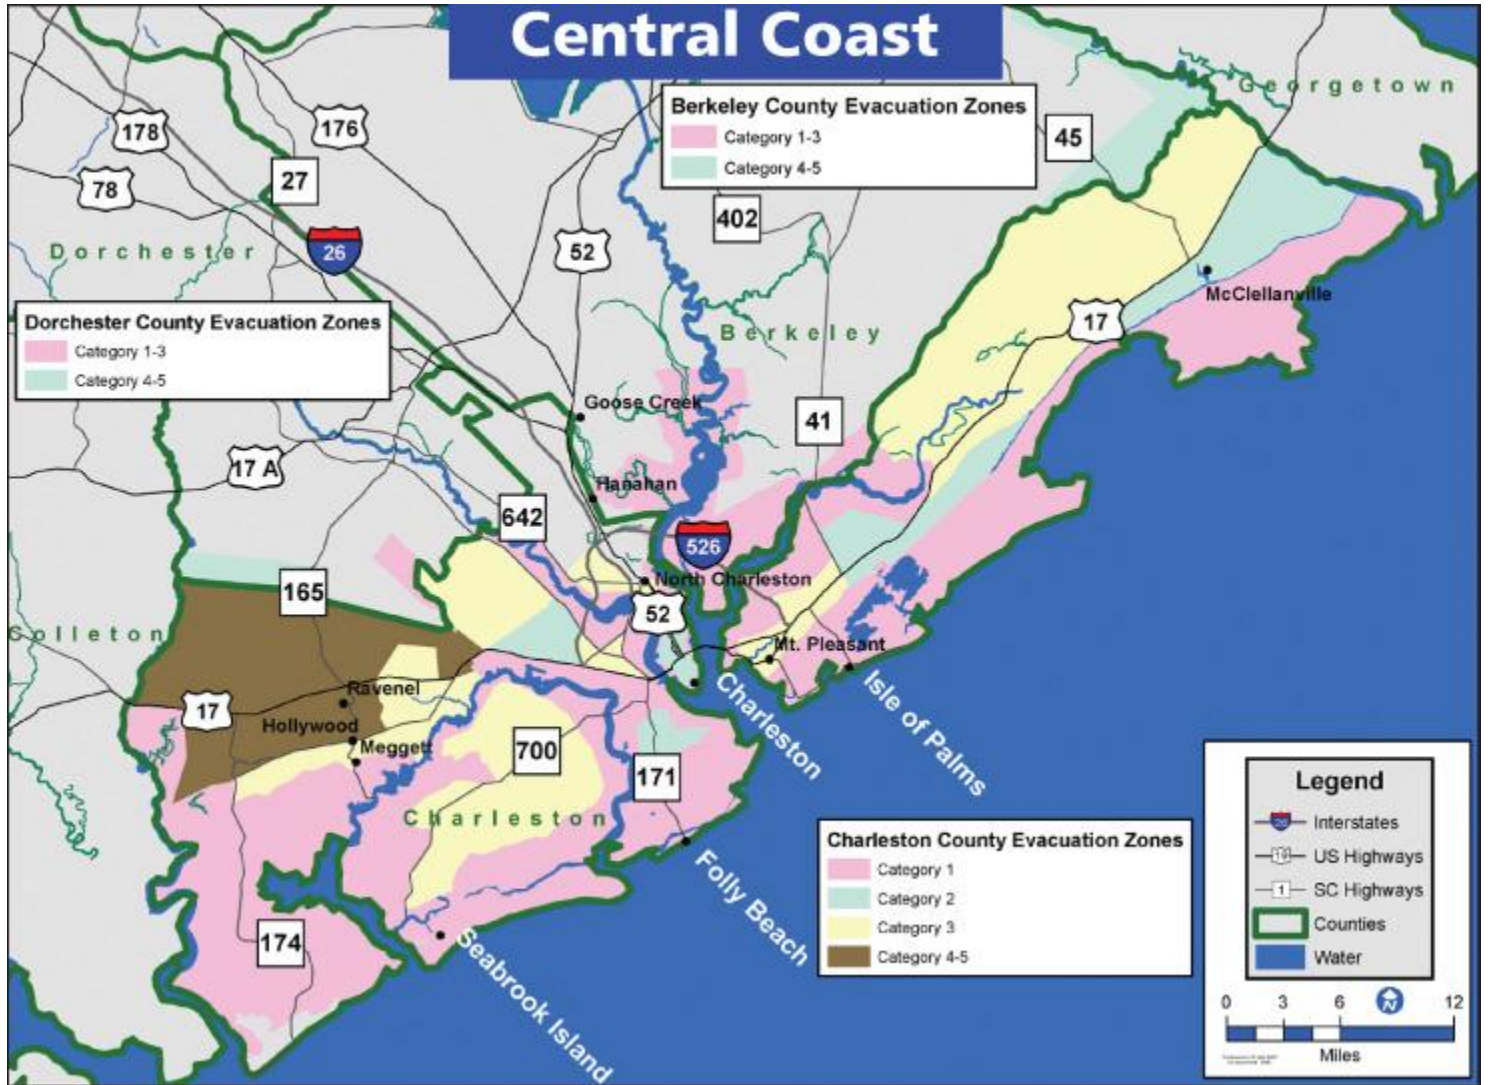 Central Coast
Berkeley County Evacuation Zones
Category 1-3
Category 4-5
Georgetown
45
178
176
78
27
402
52
26
Dorchester
Dorchester County Evacuation Zones
Category 1-3
Category 4-5
McClellanville
17
Berkeley
Goose Creek
41
17 A
Hanahan
642
526
165
North Charleston
52
Colleton
Mt. Pleasant
Ravenel
17
Hollywood
Meggett
700
171
Charleston
Isle of Palms
Charleston
Folly Beach
174
Seabrook Island
Charleston County Evacuation Zones
Category 1
Category 2
Category 3
Category 4-5
Legend
Interstates
US Highways
1
SC Highways
Counties
Water
0 3 6 N 12
Miles